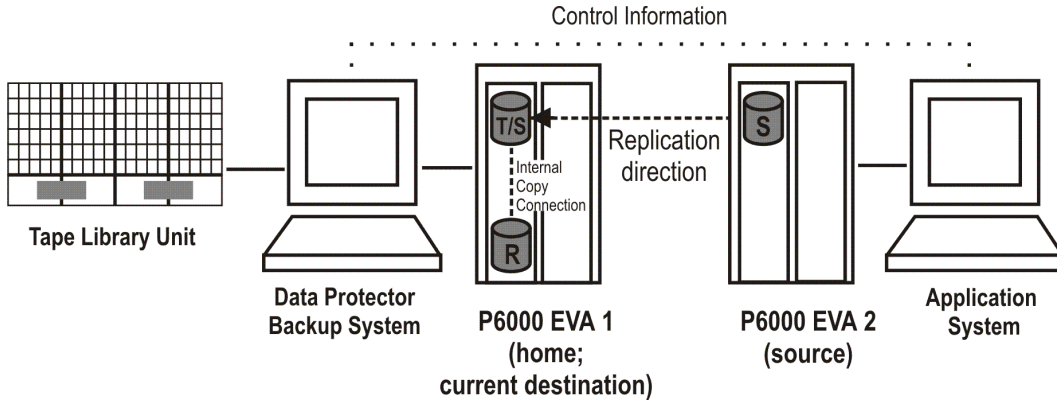 Control Information
T/S
S
Replication
direction
Internal
Copy
Connection
R
Tape Library Unit
Data Protector
Backup System
P6000 EVA 1
(home;
current destination)
P6000 EVA 2
(source)
Application
System